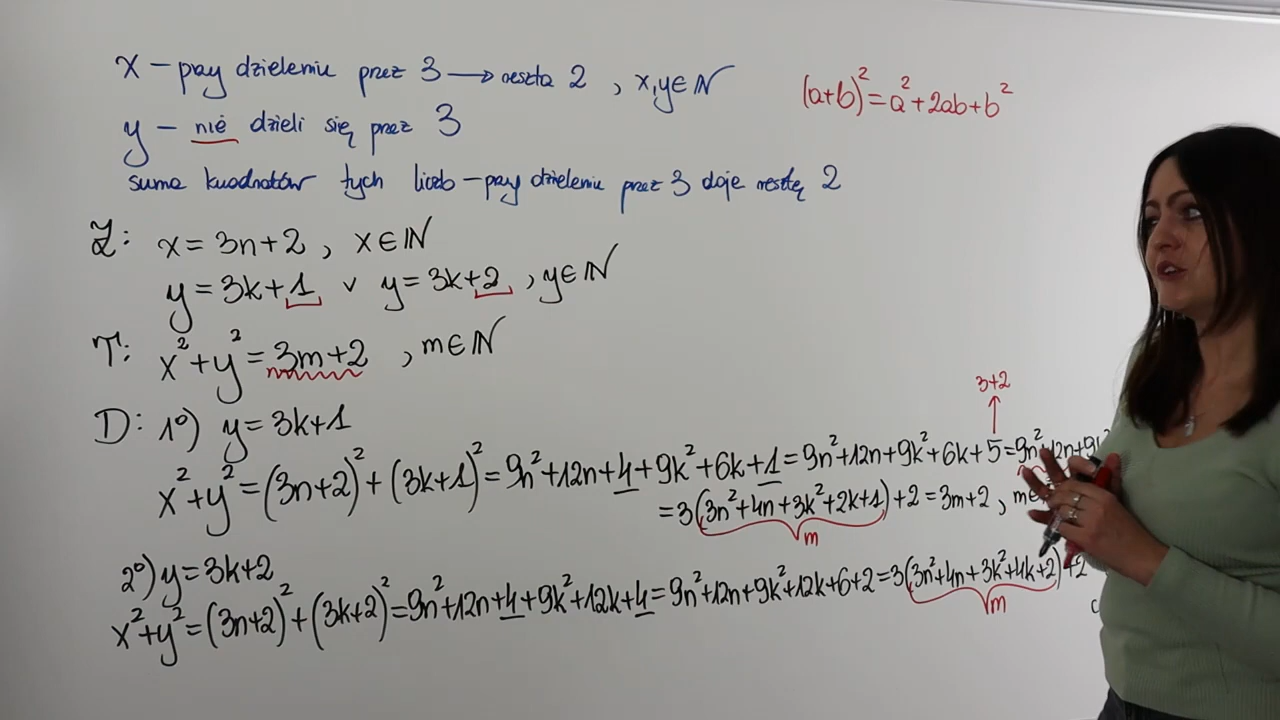 x – przy dzieleniu przez 3 → reszta 2 , x,y∈ℕ
(a+b)²=a²+2ab+b²
y – nie dzieli się przez 3
suma kwadratów tych liczb – przy dzieleniu przez 3 daje resztę 2
Z: x=3n+2 , x∈ℕ
y=3k+1 ∨ y=3k+2 , y∈ℕ
T: x²+y²=3m+2 , m∈ℕ
D: 1°) y=3k+1
3+2
x²+y²=(3n+2)²+(3k+1)²=9n²+12n+4+9k²+6k+1=9n²+12n+9k²+6k+5=9n²+12n+9k²
=3(3n²+4n+3k²+2k+1)+2=3m+2 , m∈
m
2°) y=3k+2
x²+y²=(3n+2)²+(3k+2)²=9n²+12n+4+9k²+12k+4=9n²+12n+9k²+12k+6+2=3(3n²+4n+3k²+4k+2)+2
m